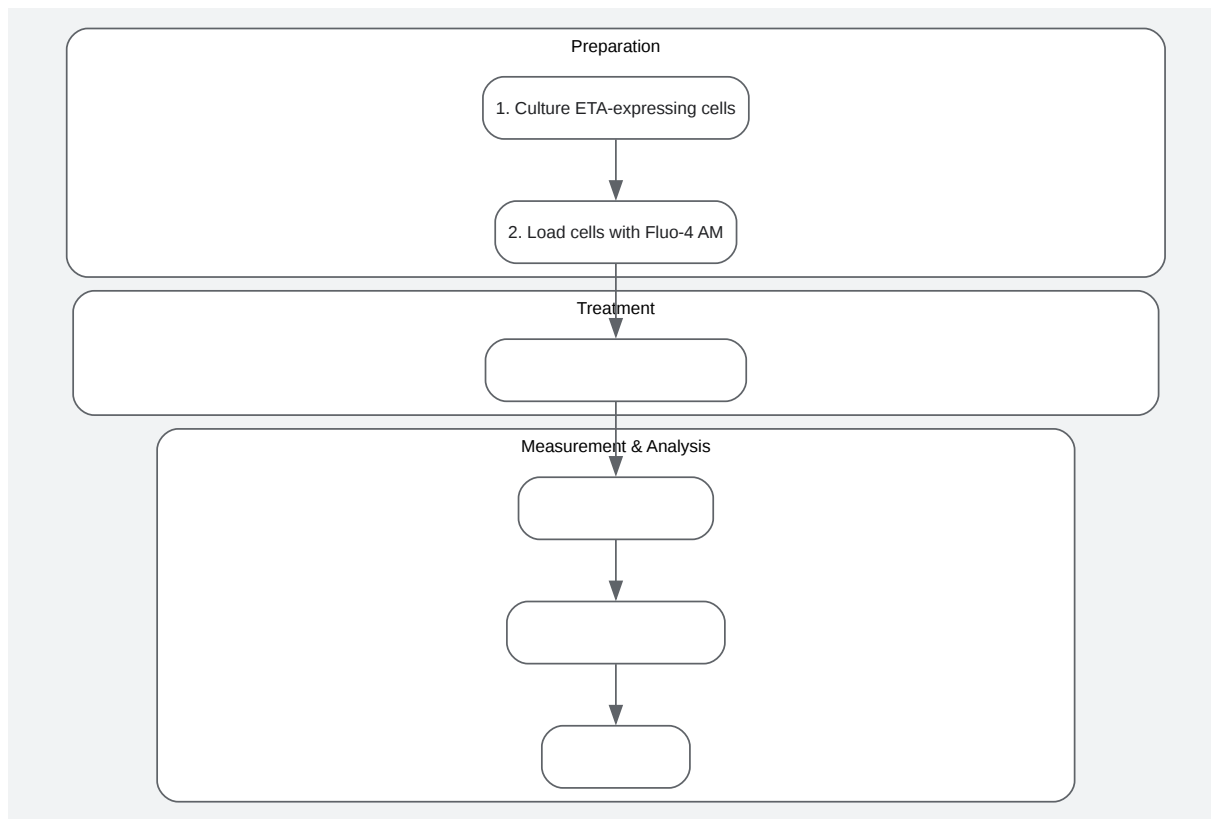 Preparation
1. Culture ETA-expressing cells
2. Load cells with Fluo-4 AM
Treatment
Measurement & Analysis